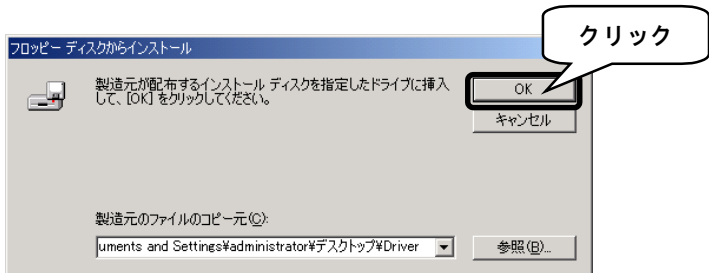 クリック
フロッピー ディスクからインストール
製造元が配布するインストール ディスクを指定したドライブに挿入
して、[OK] をクリックしてください。
OK
キャンセル
製造元のファイルのコピー元(C):
uments and Settings¥administrator¥デスクトップ¥Driver
参照(B)...